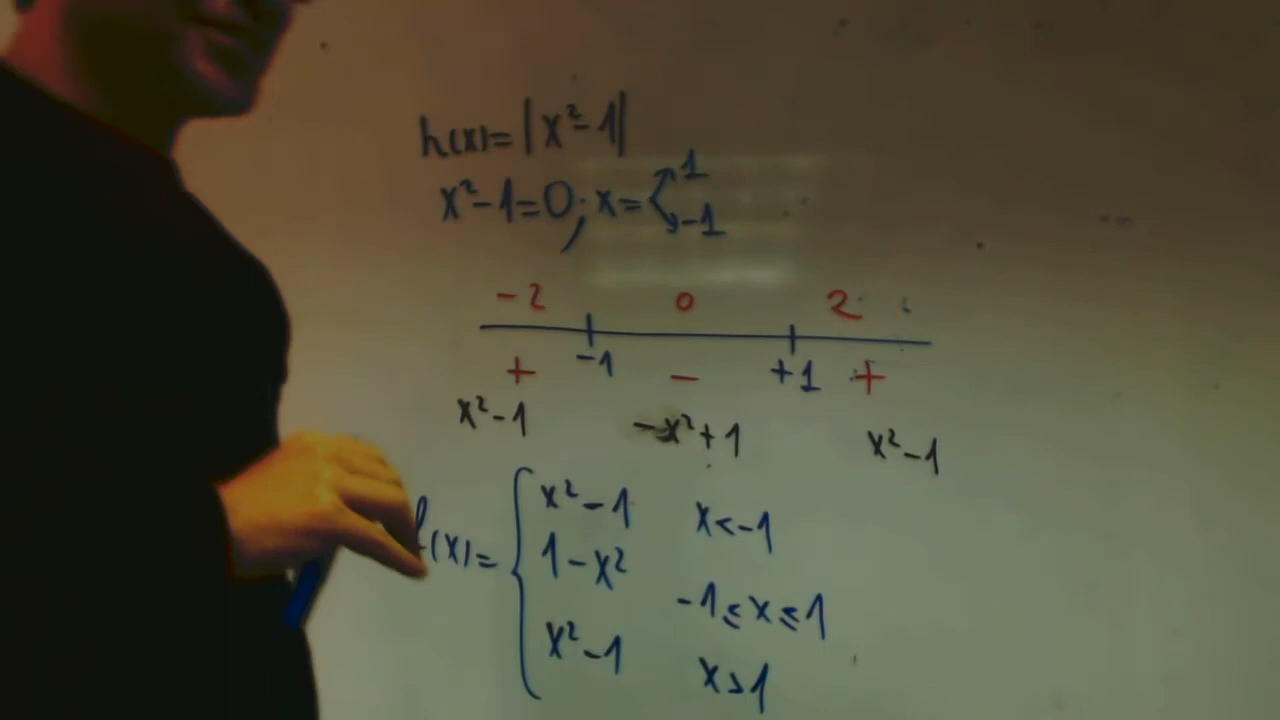 h(x)=|x²-1|
x²-1=0; x= 1
-1
-2 0 2
-1 +1
+ - +
x²-1 -x²+1 x²-1
f(x)= { x²-1 x<-1
1-x² -1≤x≤1
x²-1 x>1